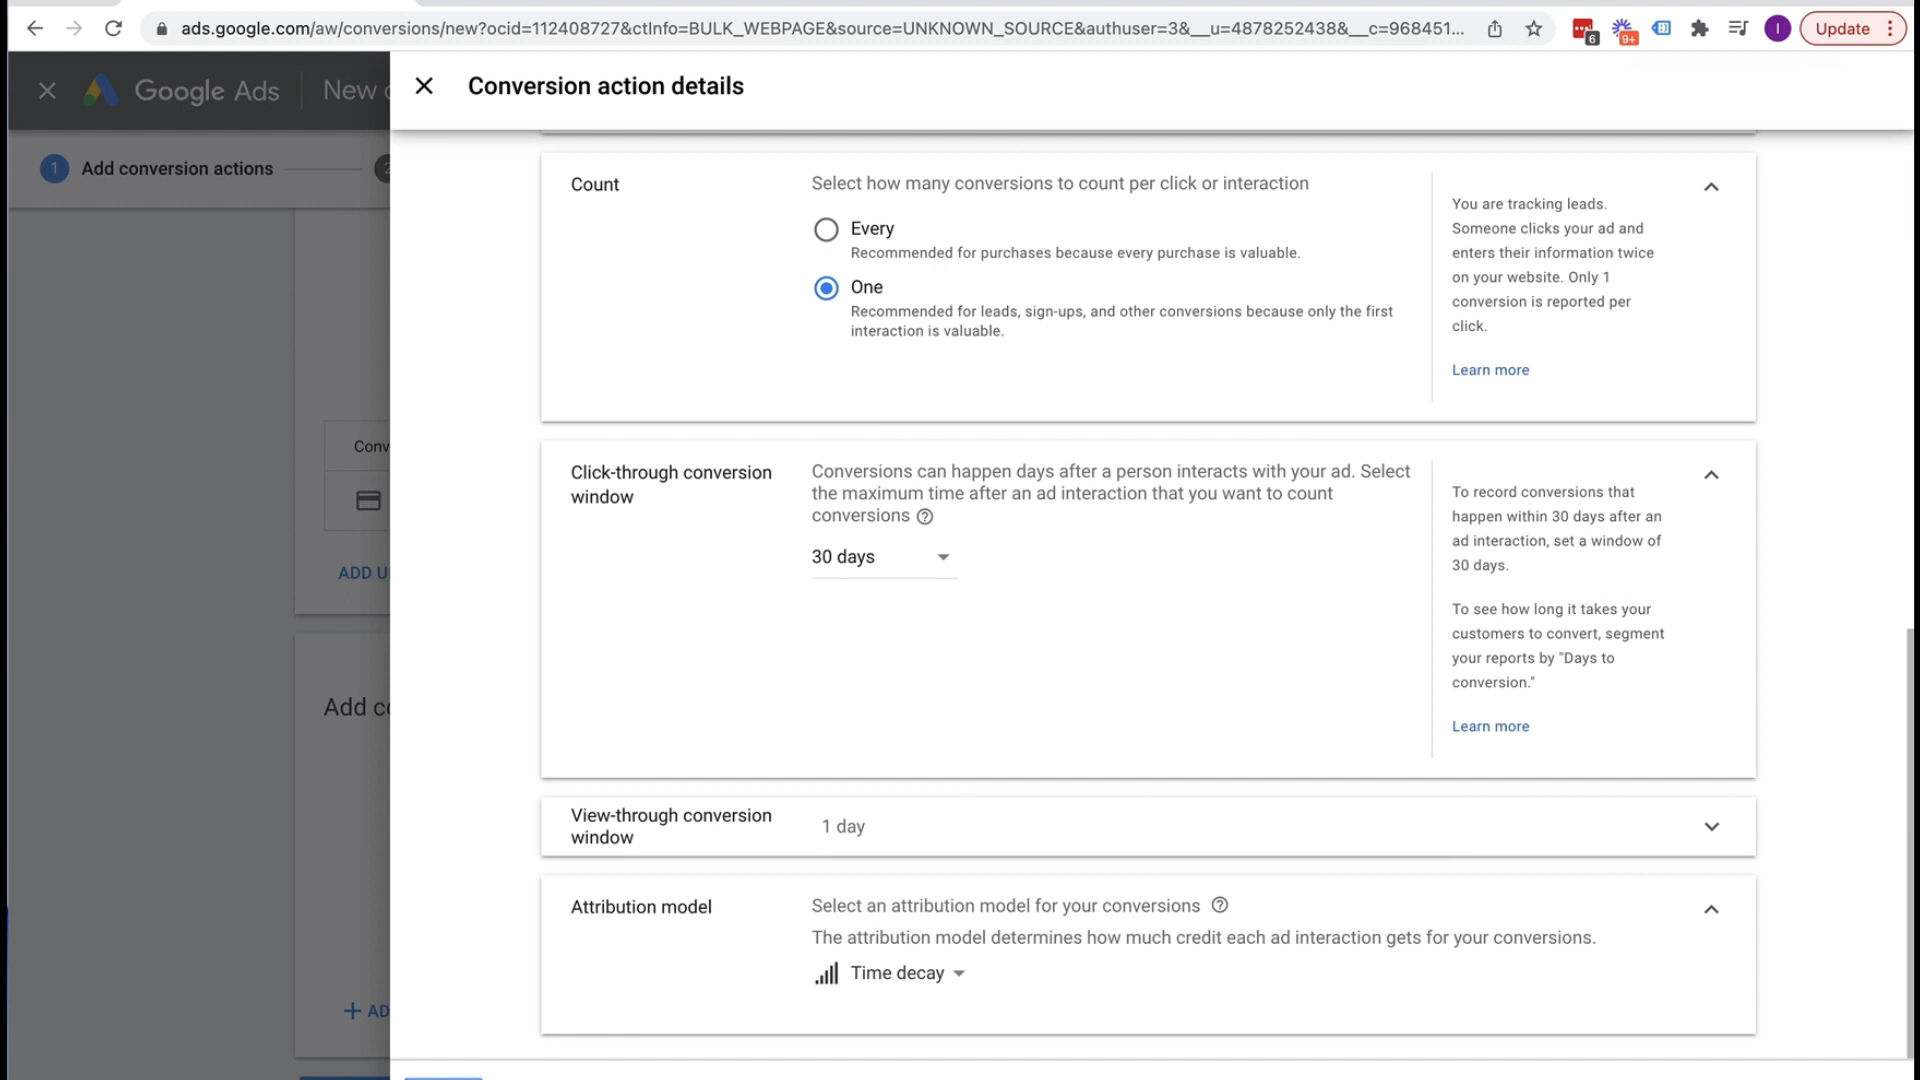 ads.google.com/aw/conversions/new?ocid=112408727&ctInfo=BULK_WEBPAGE&source=UNKNOWN_SOURCE&authuser=3&__u=4878252438&__c=968451...
6
9+
I
Update
Google Ads
New
Conversion action details
1
Add conversion actions
2
Count
Select how many conversions to count per click or interaction
Every
Recommended for purchases because every purchase is valuable.
One
Recommended for leads, sign-ups, and other conversions because only the first
interaction is valuable.
You are tracking leads.
Someone clicks your ad and
enters their information twice
on your website. Only 1
conversion is reported per
click.
Learn more
Conv
ADD U
Click-through conversion
window
Conversions can happen days after a person interacts with your ad. Select
the maximum time after an ad interaction that you want to count
conversions
30 days
To record conversions that
happen within 30 days after an
ad interaction, set a window of
30 days.
To see how long it takes your
customers to convert, segment
your reports by "Days to
conversion."
Learn more
Add c
View-through conversion
window
1 day
Attribution model
Select an attribution model for your conversions
The attribution model determines how much credit each ad interaction gets for your conversions.
Time decay
+ AD